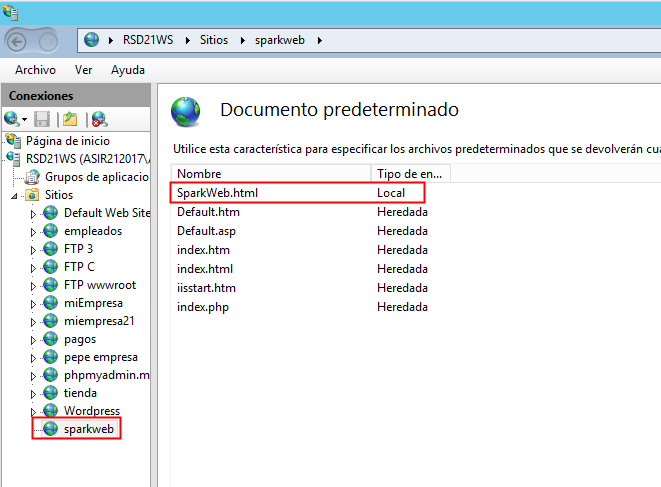 RSD21WS Sitios sparkweb
Archivo Ver Ayuda
Conexiones
Página de inicio
RSD21WS (ASIR212017\
Grupos de aplicacio
Sitios
Default Web Site
empleados
FTP 3
FTP C
FTP wwwroot
miEmpresa
miempresa21
pagos
pepe empresa
phpmyadmin.m
tienda
Wordpress
sparkweb
Documento predeterminado
Utilice esta característica para especificar los archivos predeterminados que se devolverán cua
Nombre Tipo de en...
SparkWeb.html Local
Default.htm Heredada
Default.asp Heredada
index.htm Heredada
index.html Heredada
iisstart.htm Heredada
index.php Heredada